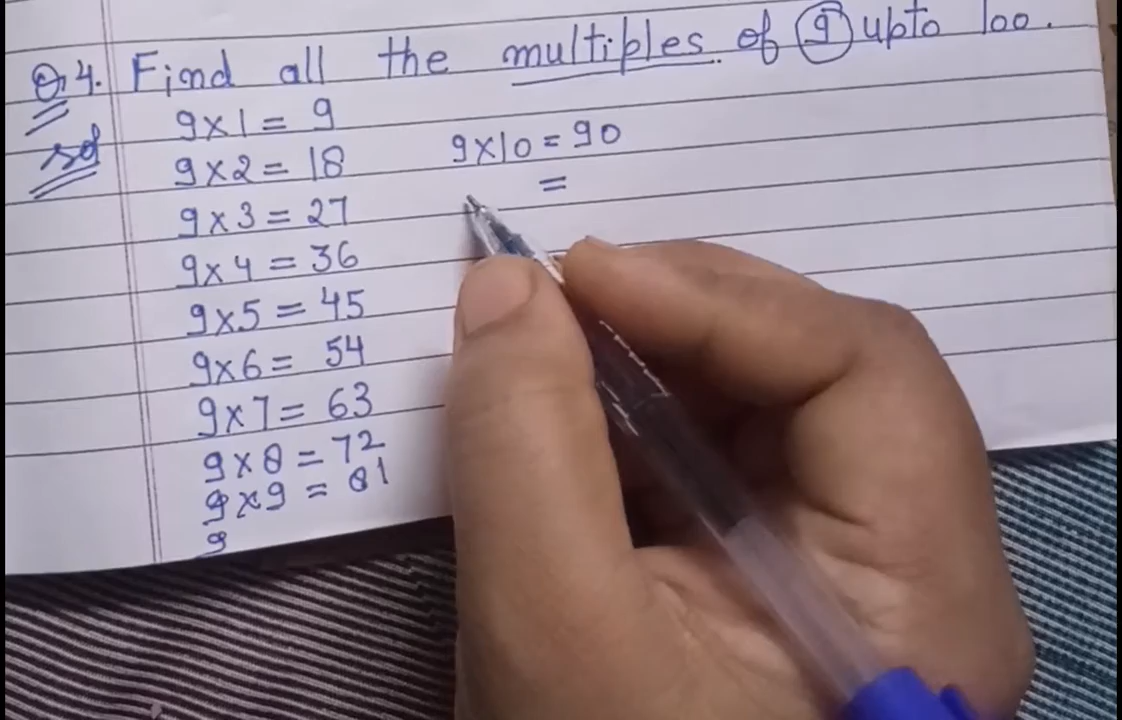 Q.4. Find all the multiples of 9 upto 100.
sol
9x1 = 9
9x2 = 18
9x3 = 27
9x4 = 36
9x5 = 45
9x6 = 54
9x7 = 63
9x8 = 72
9x9 = 81
9
9x10 = 90
=